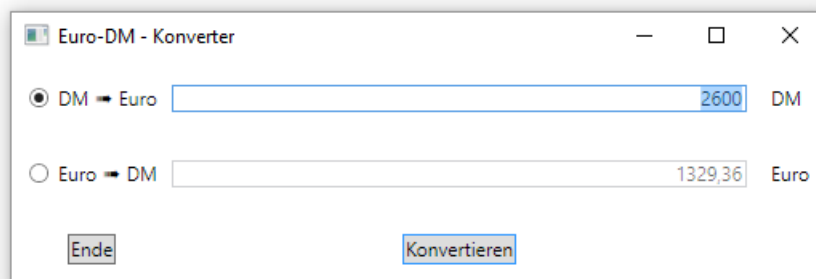 Euro-DM - Konverter
DM ➟ Euro 2600 DM
Euro ➟ DM 1329,36 Euro
Ende Konvertieren